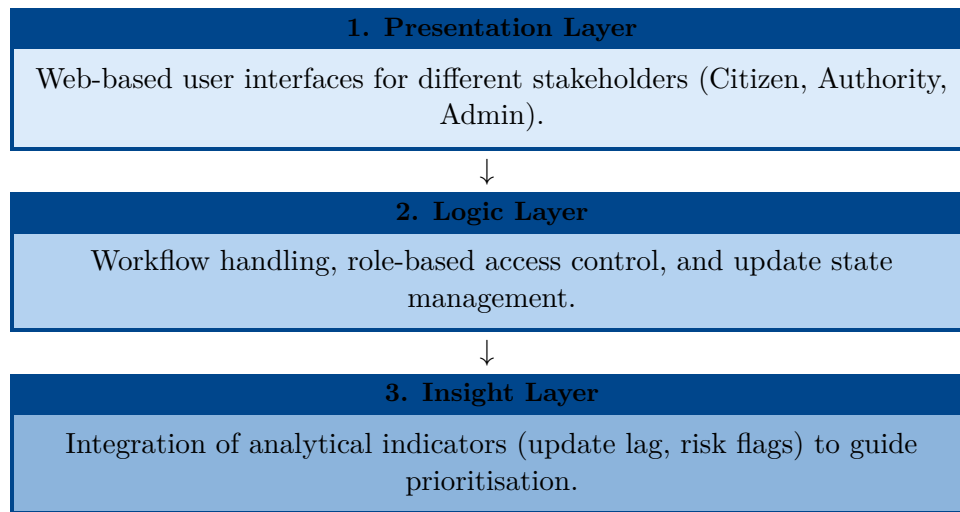 1. Presentation Layer
Web-based user interfaces for different stakeholders (Citizen, Authority,
Admin).
↓
2. Logic Layer
Workflow handling, role-based access control, and update state
management.
↓
3. Insight Layer
Integration of analytical indicators (update lag, risk flags) to guide
prioritisation.